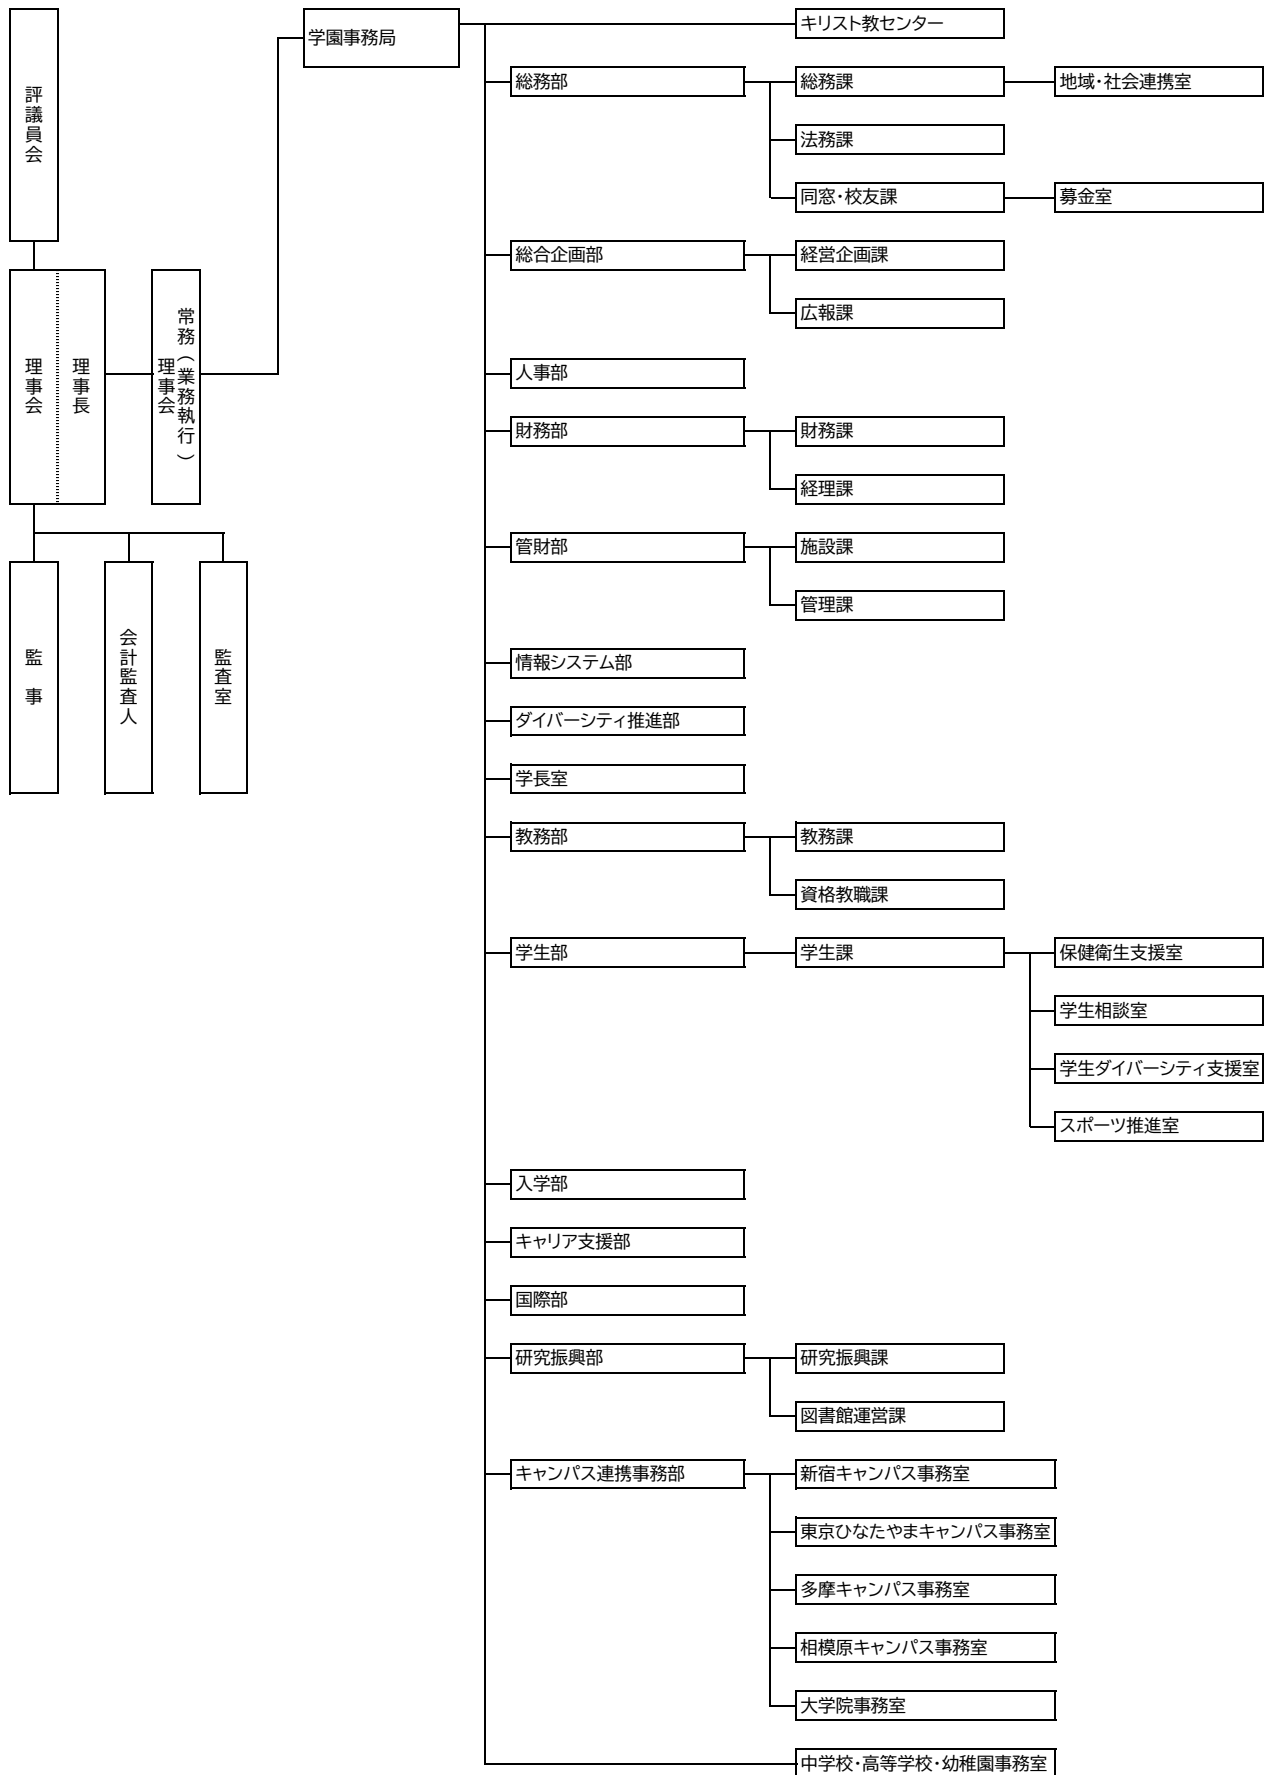 評議員会
理事会
理事長
常務（業務執行）
理事会
監　事
会計監査人
監査室
学園事務局
キリスト教センター
総務部
総務課
地域・社会連携室
法務課
同窓・校友課
募金室
総合企画部
経営企画課
広報課
人事部
財務部
財務課
経理課
管財部
施設課
管理課
情報システム部
ダイバーシティ推進部
学長室
教務部
教務課
資格教職課
学生部
学生課
保健衛生支援室
学生相談室
学生ダイバーシティ支援室
スポーツ推進室
入学部
キャリア支援部
国際部
研究振興部
研究振興課
図書館運営課
キャンパス連携事務部
新宿キャンパス事務室
東京ひなたやまキャンパス事務室
多摩キャンパス事務室
相模原キャンパス事務室
大学院事務室
中学校・高等学校・幼稚園事務室